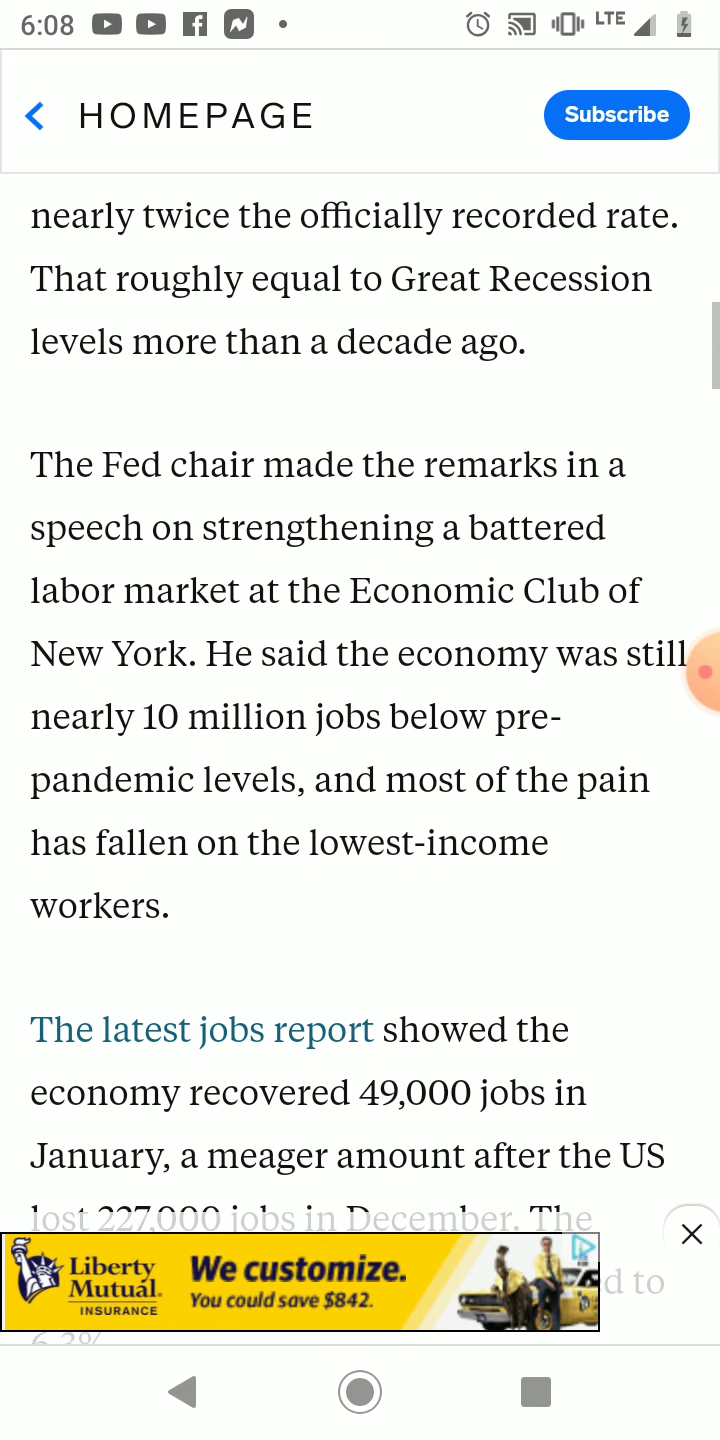 6:08
LTE
HOMEPAGE
Subscribe
nearly twice the officially recorded rate.
That roughly equal to Great Recession
levels more than a decade ago.
The Fed chair made the remarks in a
speech on strengthening a battered
labor market at the Economic Club of
New York. He said the economy was still
nearly 10 million jobs below pre-
pandemic levels, and most of the pain
has fallen on the lowest-income
workers.
The latest jobs report showed the
economy recovered 49,000 jobs in
January, a meager amount after the US
lost 227,000 jobs in December. The
Liberty
Mutual.
INSURANCE
We customize.
You could save $842.
d to
6.3%